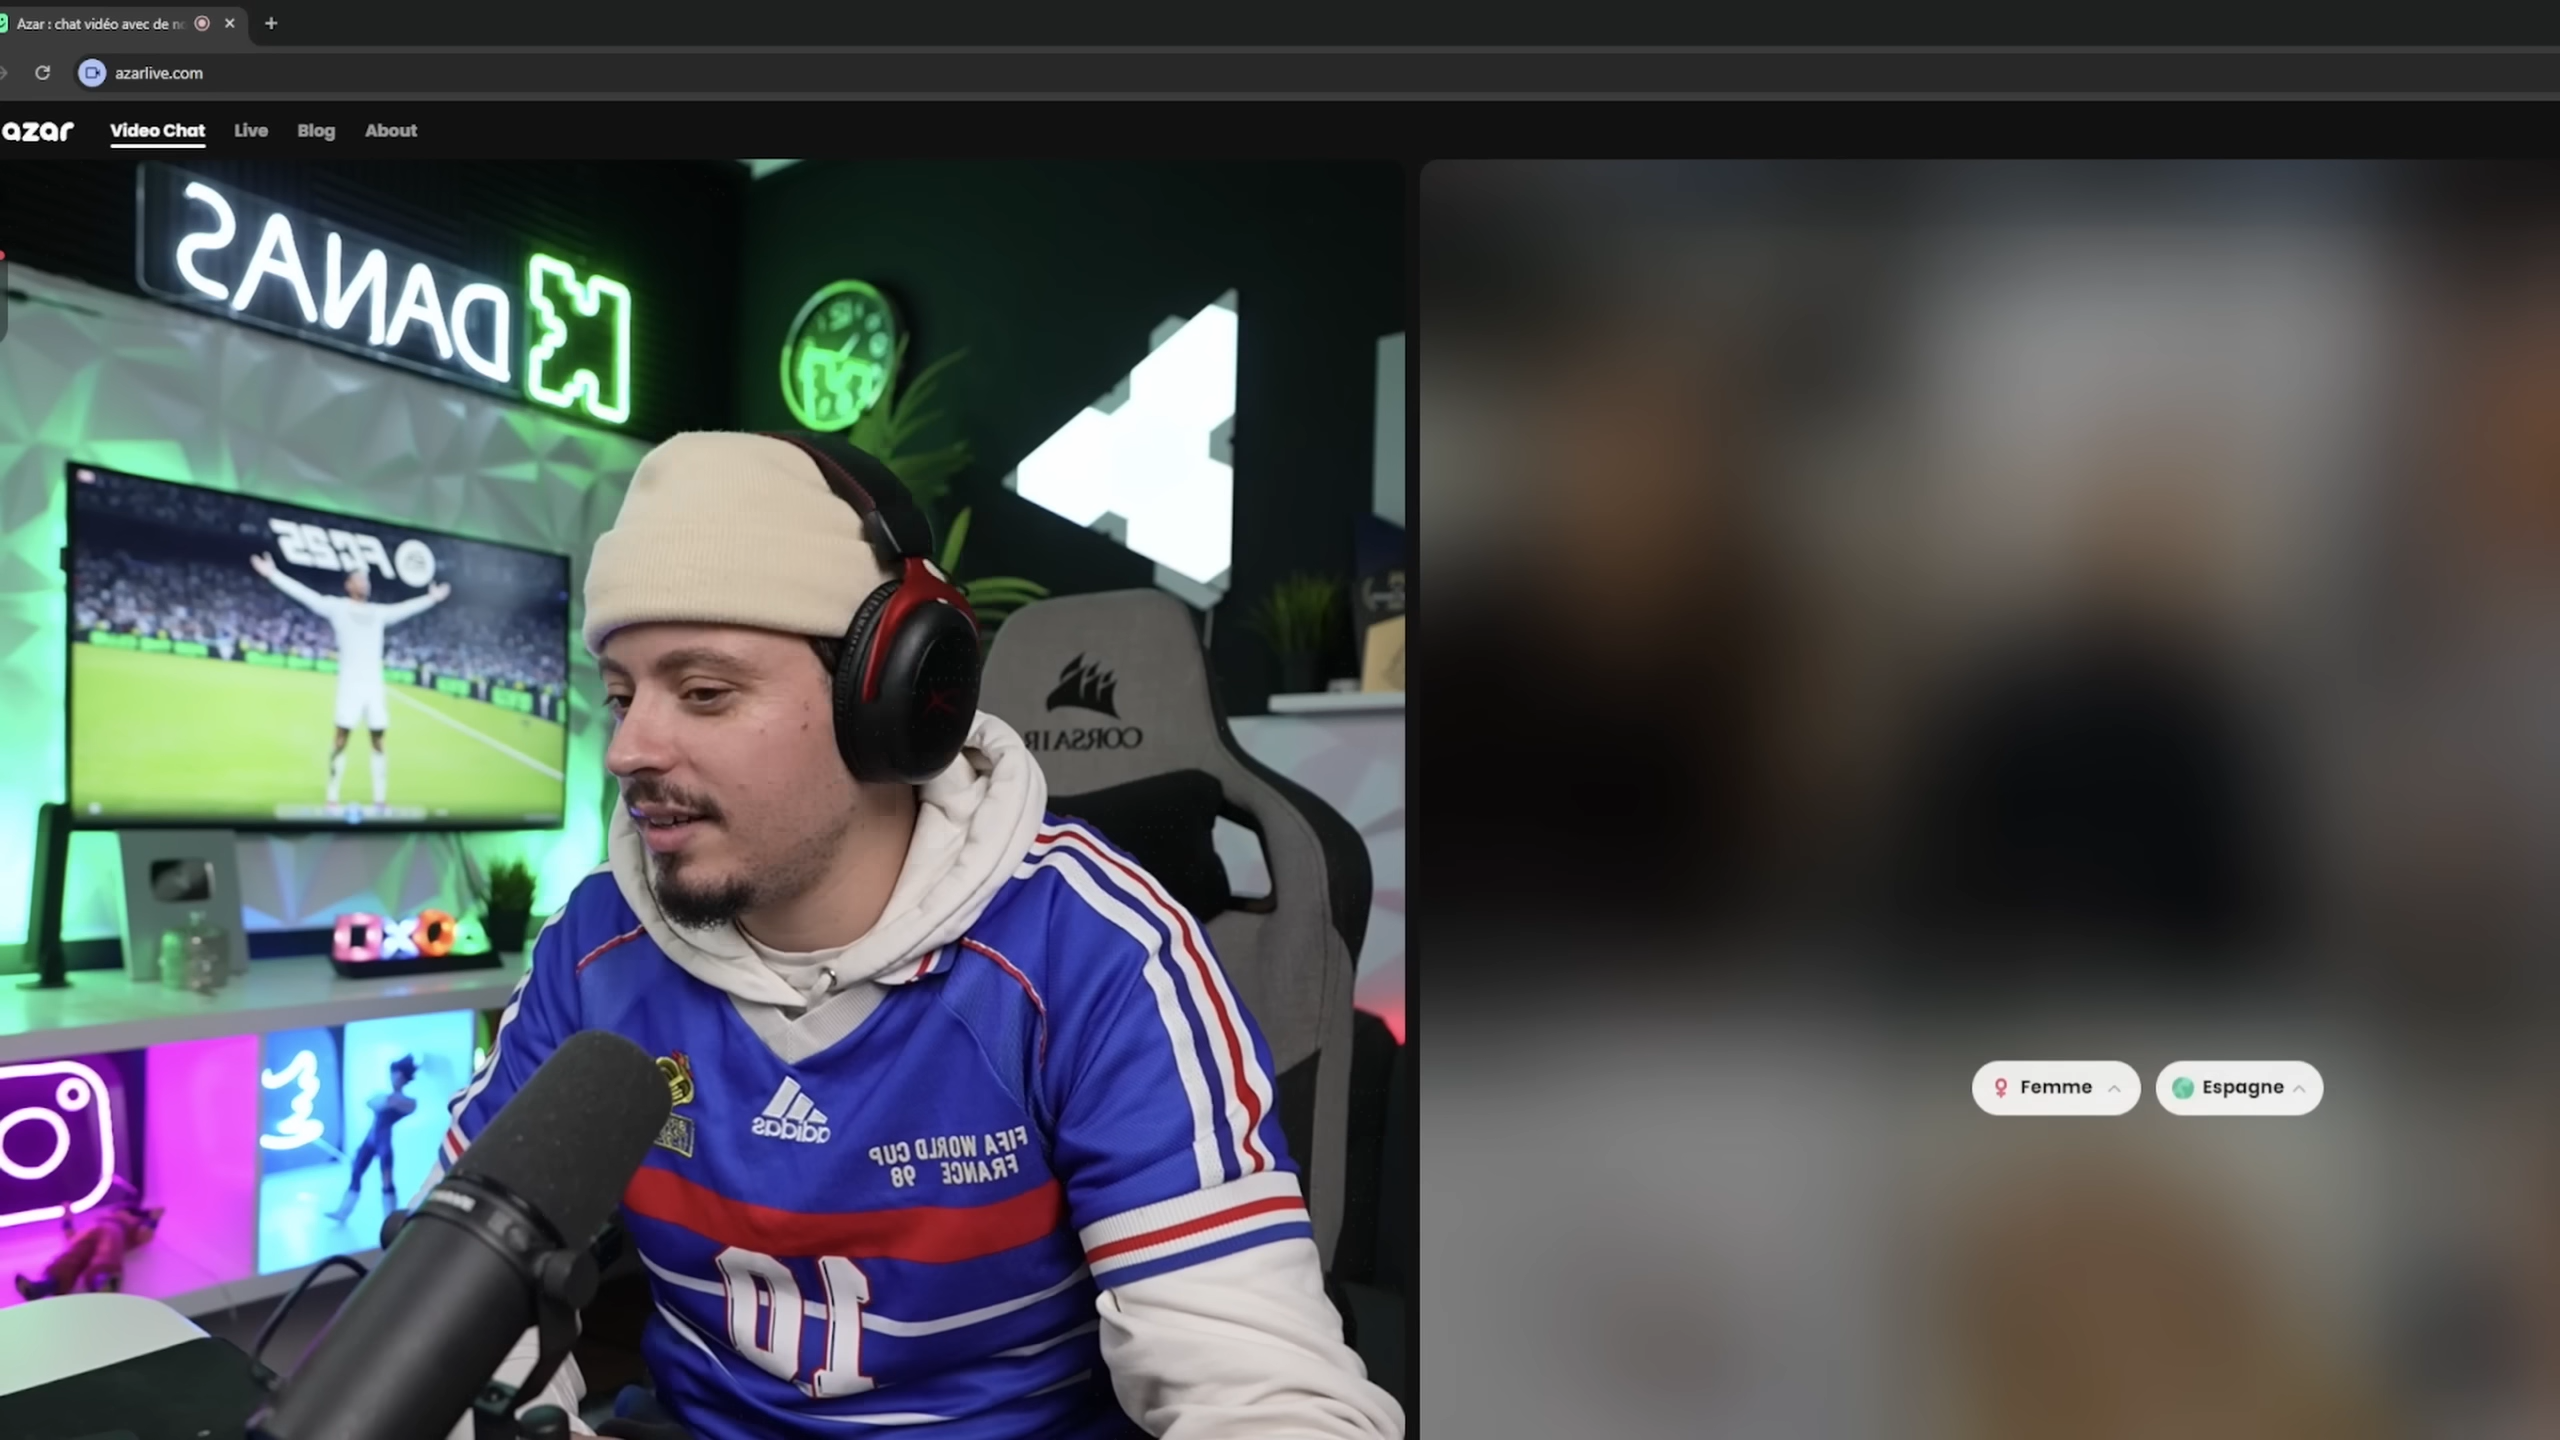 Azar : chat vidéo avec de no
azarlive.com
azar Video Chat Live Blog About
DANAS
FC25
CORSAIR
adidas
FIFA WORLD CUP
FRANCE 98
10
Femme
Espagne